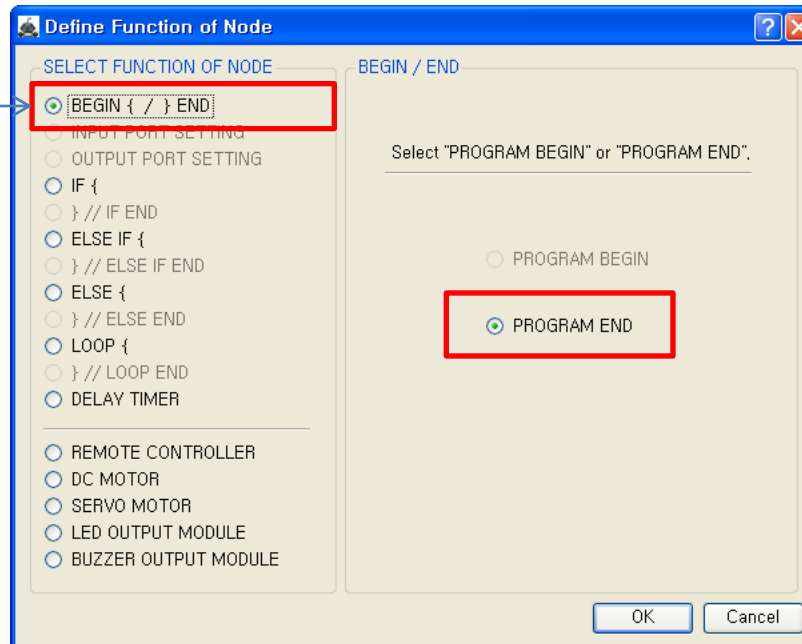 Define Function of Node
SELECT FUNCTION OF NODE
BEGIN { / } END
INPUT PORT SETTING
OUTPUT PORT SETTING
IF {
} // IF END
ELSE IF {
} // ELSE IF END
ELSE {
} // ELSE END
LOOP {
} // LOOP END
DELAY TIMER
REMOTE CONTROLLER
DC MOTOR
SERVO MOTOR
LED OUTPUT MODULE
BUZZER OUTPUT MODULE
BEGIN / END
Select "PROGRAM BEGIN" or "PROGRAM END",
PROGRAM BEGIN
PROGRAM END
OK
Cancel